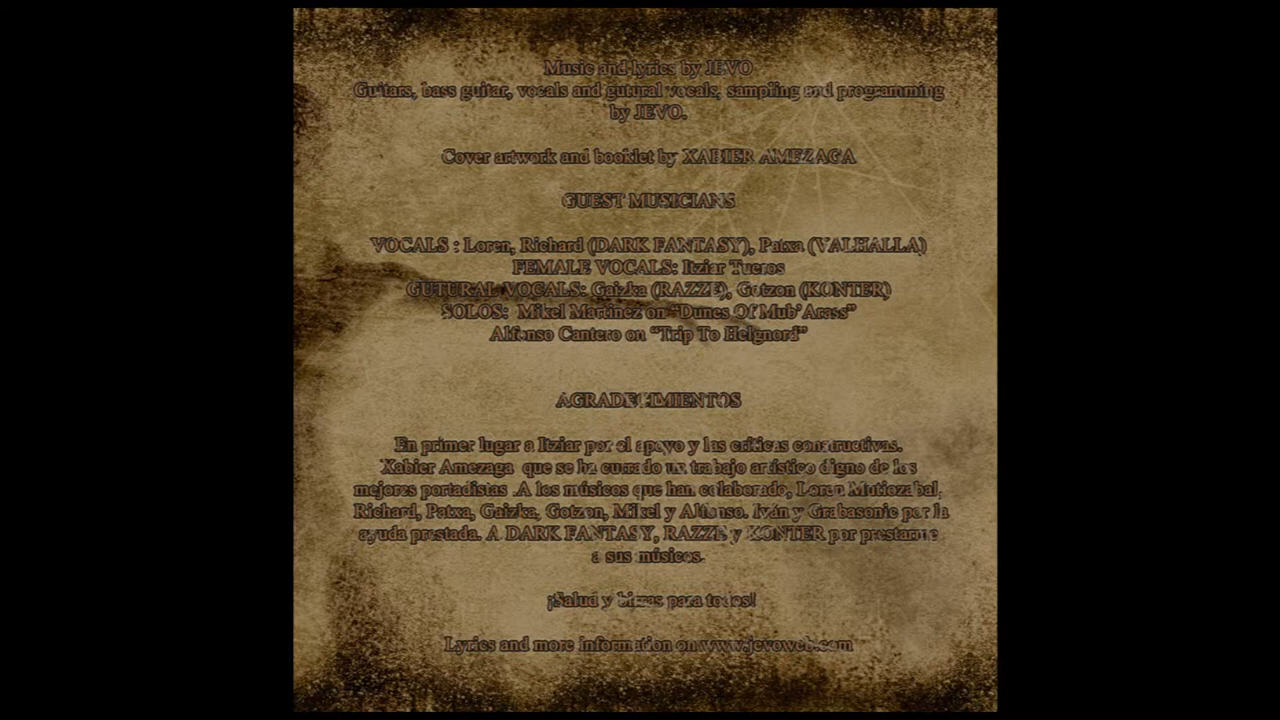 Music and lyrics by JEVO
Guitars, bass guitar, vocals and gutural vocals, sampling and programming
by JEVO.
Cover artwork and booklet by XABIER AMEZAGA
GUEST MUSICIANS
VOCALS : Loren, Richard (DARK FANTASY), Patxa (VALHALLA)
FEMALE VOCALS: Itziar Tueros
GUTURAL VOCALS: Gaizka (RAZZE), Gotzon (KONTER)
SOLOS: Mikel Martinez on “Dunes Of Mub’Arass”
Alfonso Cantero on “Trip To Helgnord”
AGRADECIMIENTOS
En primer lugar a Itziar por el apoyo y las críticas constructivas.
Xabier Amezaga que se ha currado un trabajo artístico digno de los
mejores portadistas .A los músicos que han colaborado, Loren Mutiozabal,
Richard, Patxa, Gaizka, Gotzon, Mikel y Alfonso. Iván y Grabasonic por la
ayuda prestada. A DARK FANTASY, RAZZE y KONTER por prestarme
a sus músicos.
¡Salud y birras para todos!
Lyrics and more information on www.jevoweb.com